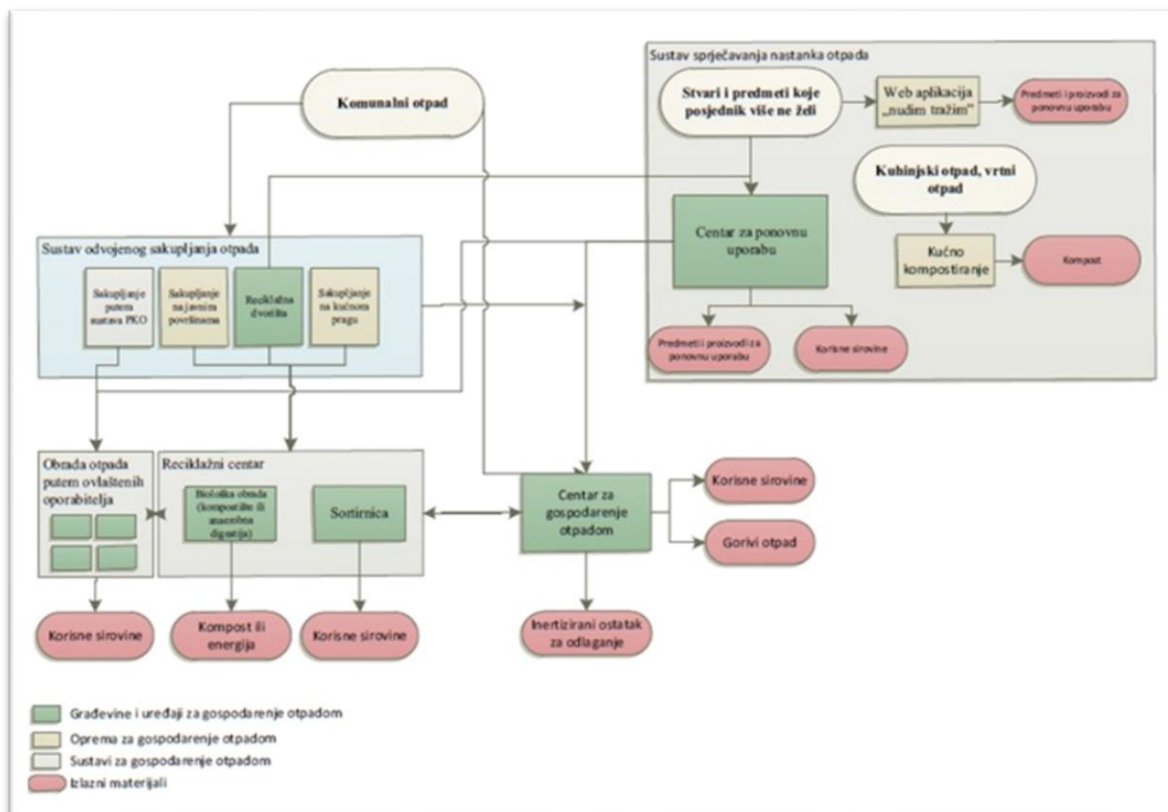 Sustav sprječavanja nastanka otpada
Komunalni otpad
Stvari i predmeti koje
posjednik više ne želi
Web aplikacija
„nudim tražim“
Predmeti i proizvodi za
ponovnu uporabu
Kuhinjski otpad, vrtni
otpad
Centar za ponovnu
uporabu
Kućno
kompostiranje
Kompost
Predmeti i proizvodi za
ponovnu uporabu
Korisne sirovine
Sustav odvojenog sakupljanja otpada
Sakupljanje
putem
sustava PKO
Sakupljanje
na javnim
površinama
Reciklažna
dvorišta
Sakupljanje
na kućnom
pragu
Obrada otpada
putem ovlaštenih
oporabitelja
Reciklažni centar
Biološka obrada
(kompostište ili
anaerobna
digestija)
Sortirnica
Centar za
gospodarenje
otpadom
Korisne sirovine
Gorivi otpad
Korisne sirovine
Kompost ili
energija
Korisne sirovine
Inertizirani ostatak
za odlaganje
Građevine i uređaji za gospodarenje otpadom
Oprema za gospodarenje otpadom
Sustavi za gospodarenje otpadom
Izlazni materijali